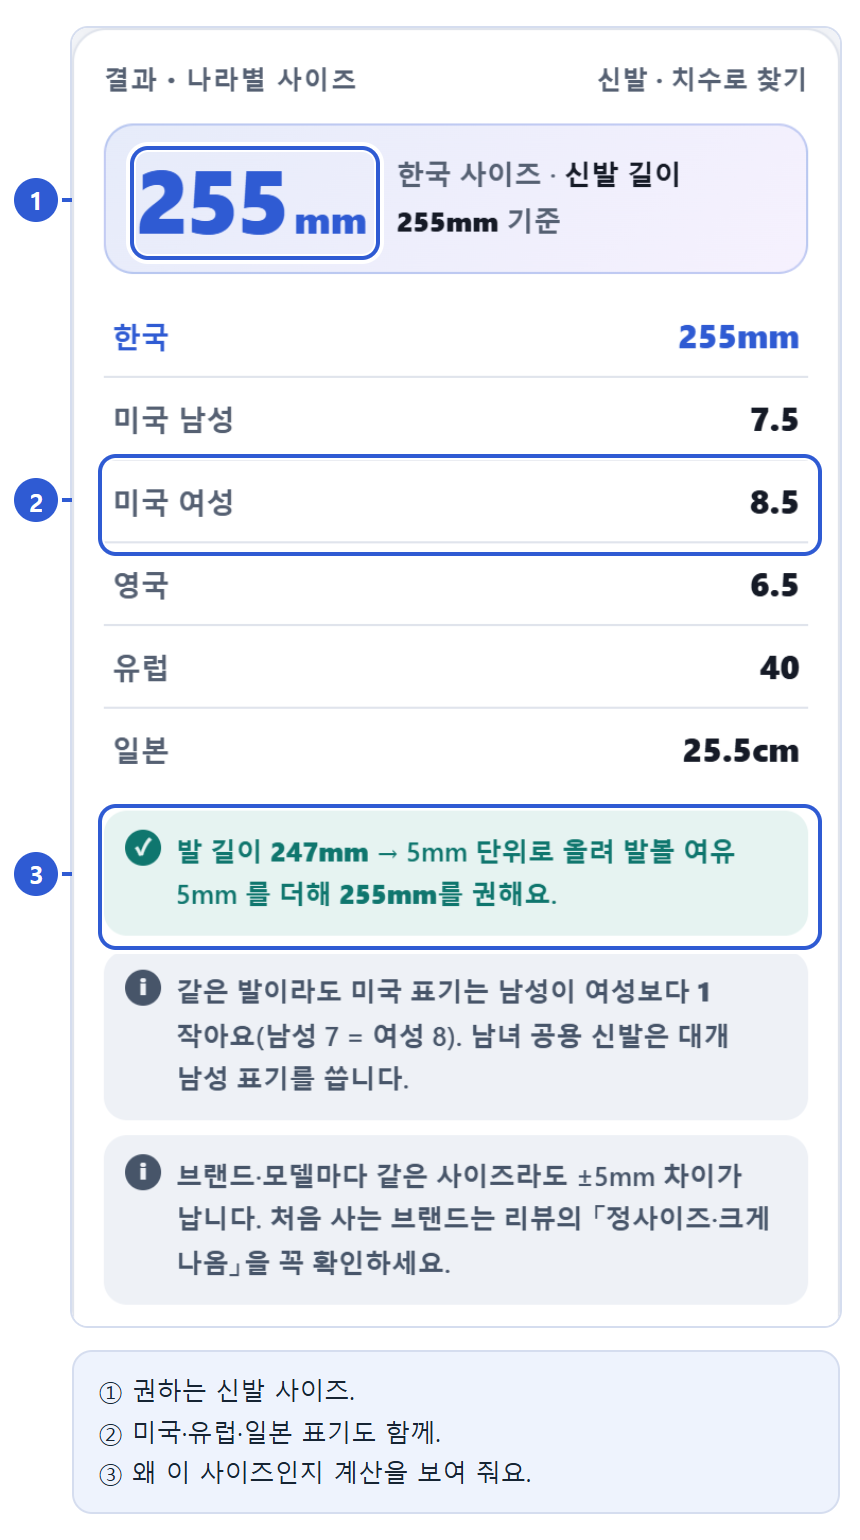 결과 · 나라별 사이즈
신발 · 치수로 찾기
1
255 mm
한국 사이즈 · 신발 길이
255mm 기준
한국 255mm
미국 남성 7.5
2
미국 여성 8.5
영국 6.5
유럽 40
일본 25.5cm
3
발 길이 247mm → 5mm 단위로 올려 발볼 여유
5mm 를 더해 255mm를 권해요.
같은 발이라도 미국 표기는 남성이 여성보다 1
작아요(남성 7 = 여성 8). 남녀 공용 신발은 대개
남성 표기를 씁니다.
브랜드·모델마다 같은 사이즈라도 ±5mm 차이가
납니다. 처음 사는 브랜드는 리뷰의 「정사이즈·크게
나옴」을 꼭 확인하세요.
① 권하는 신발 사이즈.
② 미국·유럽·일본 표기도 함께.
③ 왜 이 사이즈인지 계산을 보여 줘요.